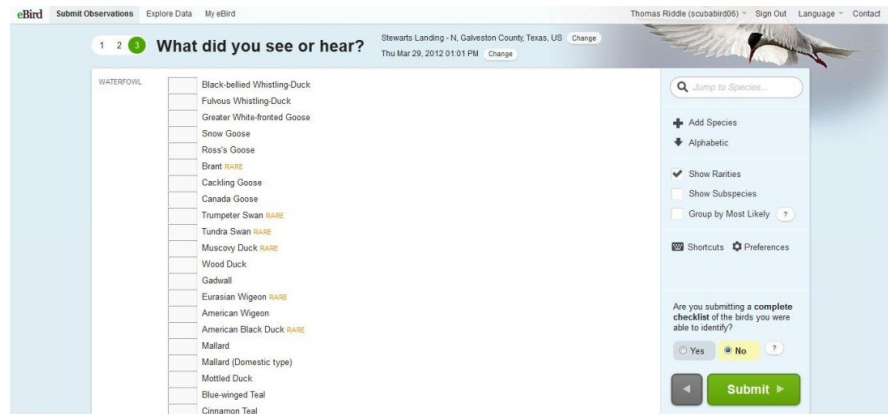 eBird Submit Observations Explore Data My eBird Thomas Riddle (scubabird06) Sign Out Language Contact
1 2 3 What did you see or hear?
Stewarts Landing - N, Galveston County, Texas, US Change
Thu Mar 29, 2012 01:01 PM Change
WATERFOWL
Black-bellied Whistling-Duck
Fulvous Whistling-Duck
Greater White-fronted Goose
Snow Goose
Ross's Goose
Brant RARE
Cackling Goose
Canada Goose
Trumpeter Swan RARE
Tundra Swan RARE
Muscovy Duck RARE
Wood Duck
Gadwall
Eurasian Wigeon RARE
American Wigeon
American Black Duck RARE
Mallard
Mallard (Domestic type)
Mottled Duck
Blue-winged Teal
Cinnamon Teal
Jump to Species...
Add Species
Alphabetic
Show Rarities
Show Subspecies
Group by Most Likely ?
Shortcuts Preferences
Are you submitting a complete
checklist of the birds you were
able to identify?
Yes No ?
Submit